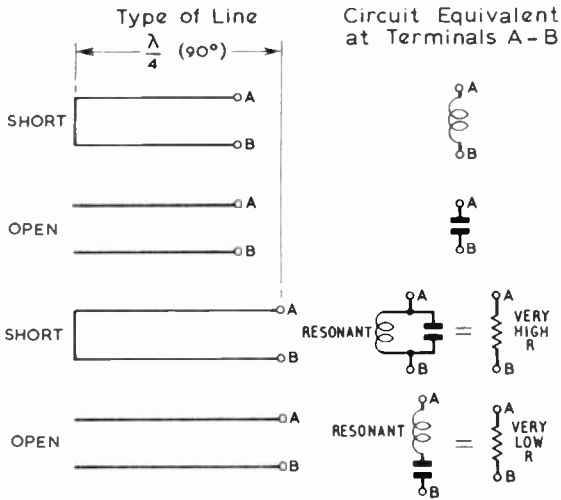 Type of Line
Circuit Equivalent
at Terminals A-B
λ/4 (90°)
SHORT
A
B
A
B
OPEN
A
B
A
B
SHORT
A
B
RESONANT
A
B
=
A
B
VERY
HIGH
R
OPEN
A
B
RESONANT
A
B
=
A
B
VERY
LOW
R